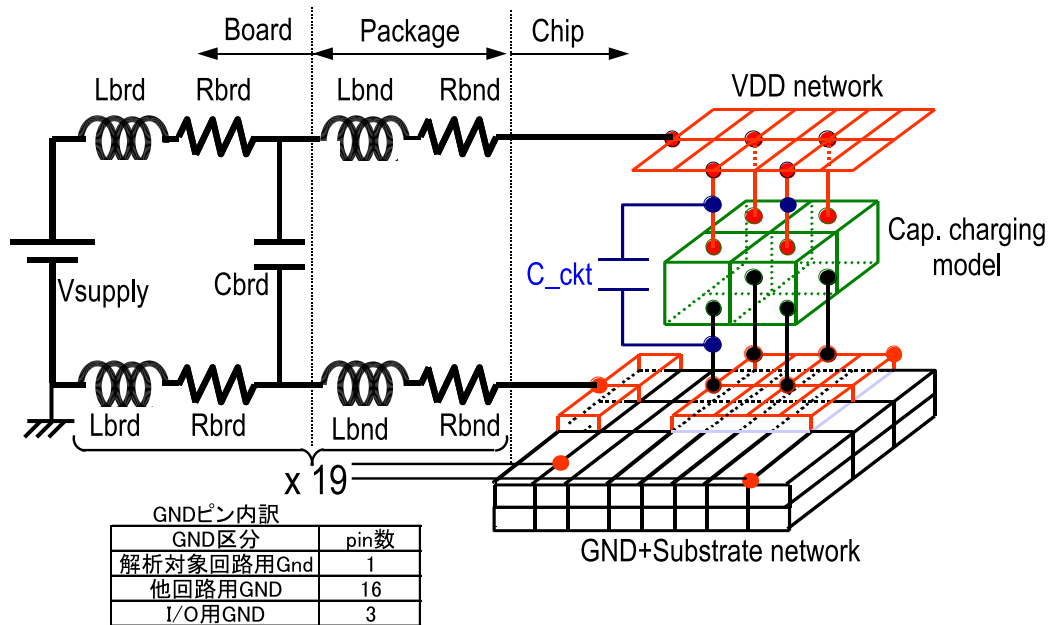 Board Package Chip
Lbrd Rbrd Lbnd Rbnd
VDD network
Vsupply Cbrd C_ckt
Cap. charging
model
Lbrd Rbrd Lbnd Rbnd
x 19
GND+Substrate network
GNDピン内訳
GND区分 pin数
解析対象回路用Gnd 1
他回路用GND 16
I/O用GND 3